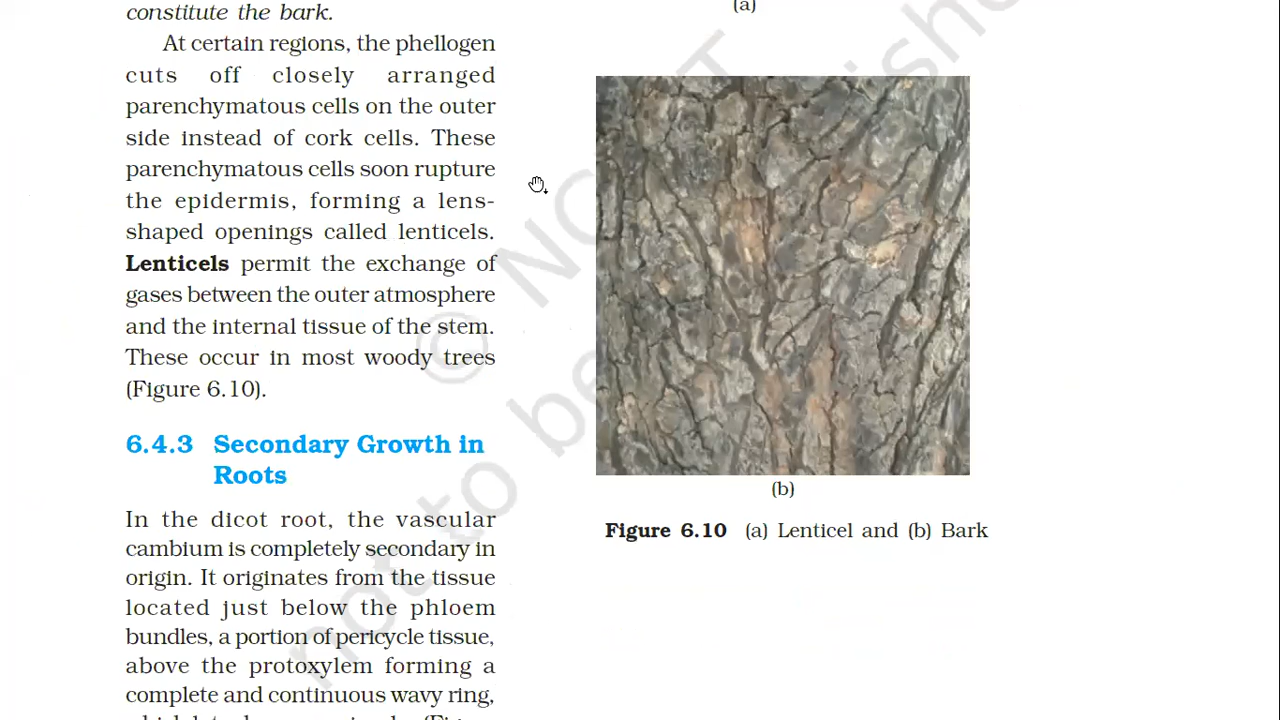 constitute the bark.
At certain regions, the phellogen
cuts off closely arranged
parenchymatous cells on the outer
side instead of cork cells. These
parenchymatous cells soon rupture
the epidermis, forming a lens-
shaped openings called lenticels.
Lenticels permit the exchange of
gases between the outer atmosphere
and the internal tissue of the stem.
These occur in most woody trees
(Figure 6.10).
6.4.3 Secondary Growth in
Roots
In the dicot root, the vascular
cambium is completely secondary in
origin. It originates from the tissue
located just below the phloem
bundles, a portion of pericycle tissue,
above the protoxylem forming a
complete and continuous wavy ring,
(a)
(b)
Figure 6.10 (a) Lenticel and (b) Bark
not to be